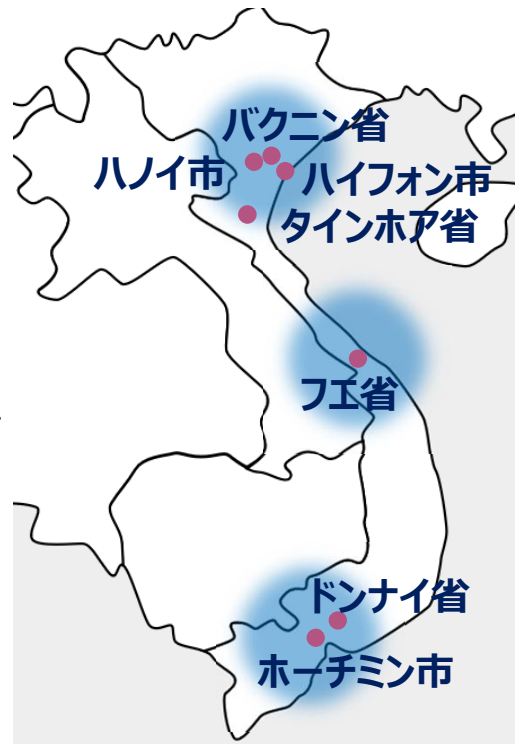 バクニン省
ハノイ市
ハイフォン市
タインホア省
フエ省
ドンナイ省
ホーチミン市